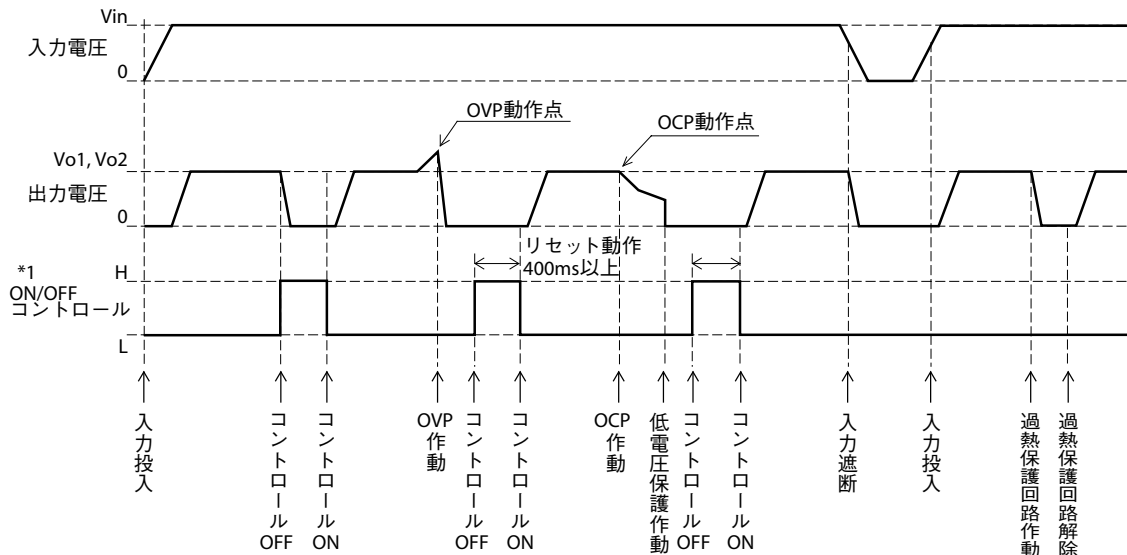 Vin
入力電圧
0
OVP動作点
OCP動作点
Vo1, Vo2
出力電圧
0
リセット動作
400ms以上
*1
ON/OFF
コントロール
H
L
入力投入
コントロールOFF
コントロールON
OVP作動
コントロールOFF
コントロールON
OCP作動
低電圧保護作動
コントロールOFF
コントロールON
入力遮断
入力投入
過熱保護回路作動
過熱保護回路解除